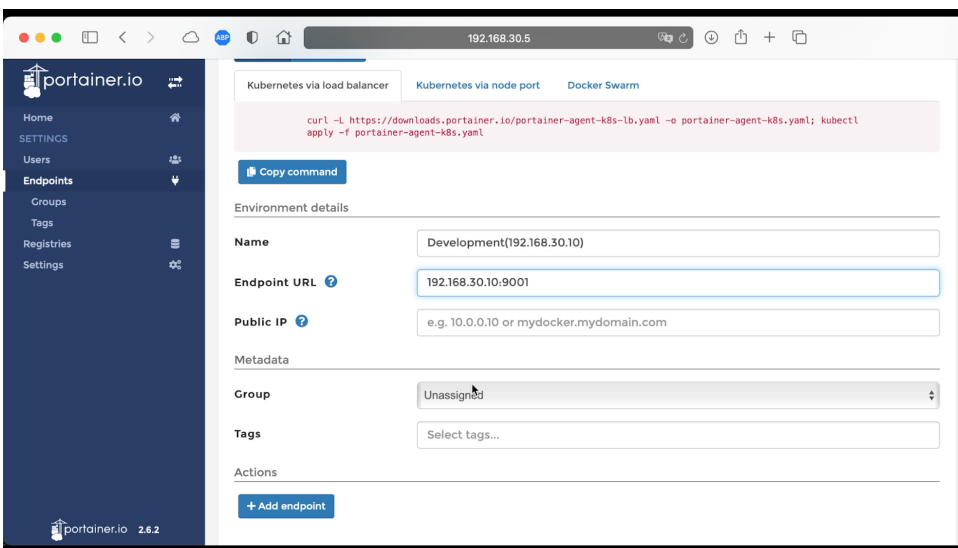 192.168.30.5
ABP
portainer.io
Home
SETTINGS
Users
Endpoints
Groups
Tags
Registries
Settings
portainer.io 2.6.2
Kubernetes via load balancer Kubernetes via node port Docker Swarm
curl -L https://downloads.portainer.io/portainer-agent-k8s-lb.yaml -o portainer-agent-k8s.yaml; kubectl
apply -f portainer-agent-k8s.yaml
Copy command
Environment details
Name Development(192.168.30.10)
Endpoint URL ? 192.168.30.10:9001
Public IP ? e.g. 10.0.0.10 or mydocker.mydomain.com
Metadata
Group Unassigned
Tags Select tags...
Actions
+ Add endpoint